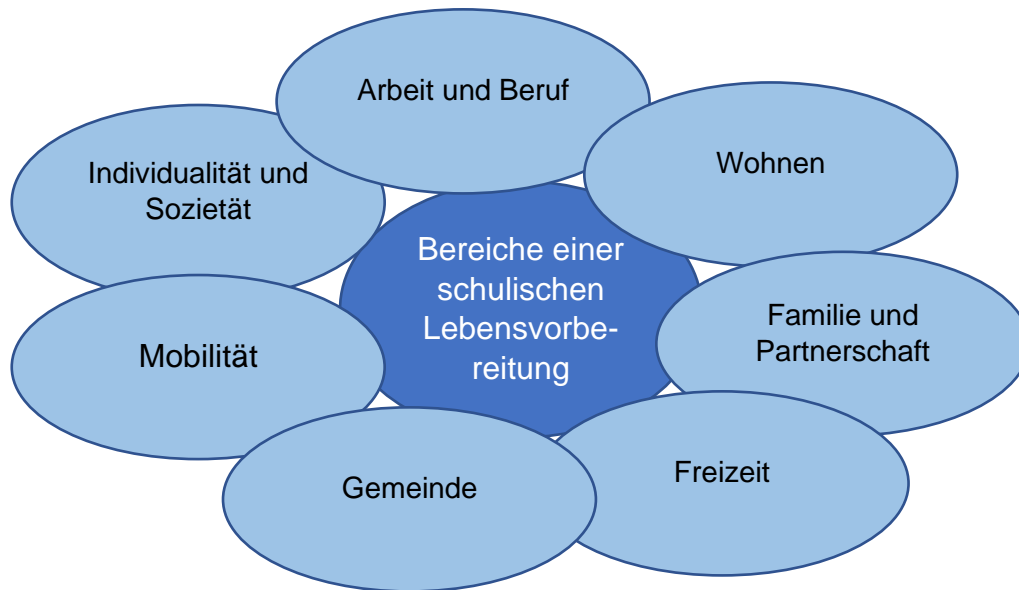 Arbeit und Beruf
Wohnen
Individualität und
Sozietät
Bereiche einer
schulischen
Lebensvorbe-
reitung
Familie und
Partnerschaft
Mobilität
Freizeit
Gemeinde